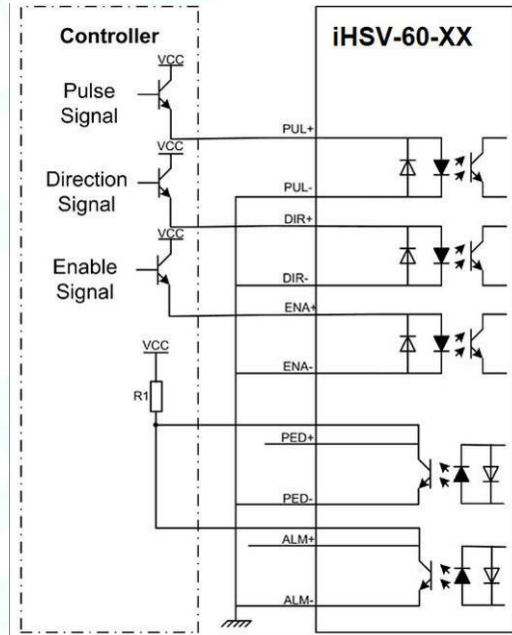 Controller
iHSV-60-XX
VCC
Pulse
Signal
PUL+
VCC
PUL-
Direction
Signal
DIR+
VCC
Enable
Signal
DIR-
ENA+
VCC
ENA-
R1
PED+
PED-
ALM+
ALM-